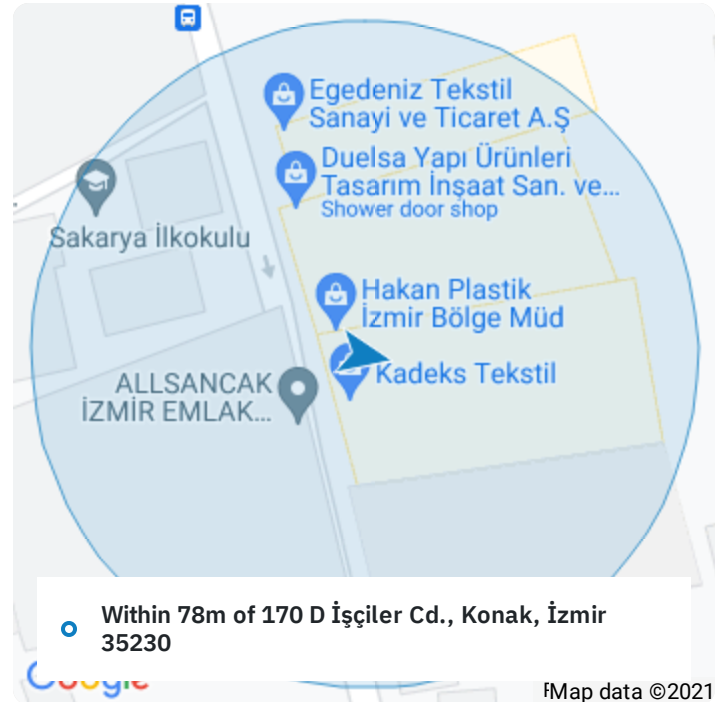 Egedeniz Tekstil
Sanayi ve Ticaret A.Ş
Duelsa Yapı Ürünleri
Tasarım İnşaat San. ve...
Shower door shop
Sakarya İlkokulu
Hakan Plastik
İzmir Bölge Müd
Kadeks Tekstil
ALLSANCAK
İZMİR EMLAK...
Within 78m of 170 D İşçiler Cd., Konak, İzmir
35230
Google
Map data ©2021